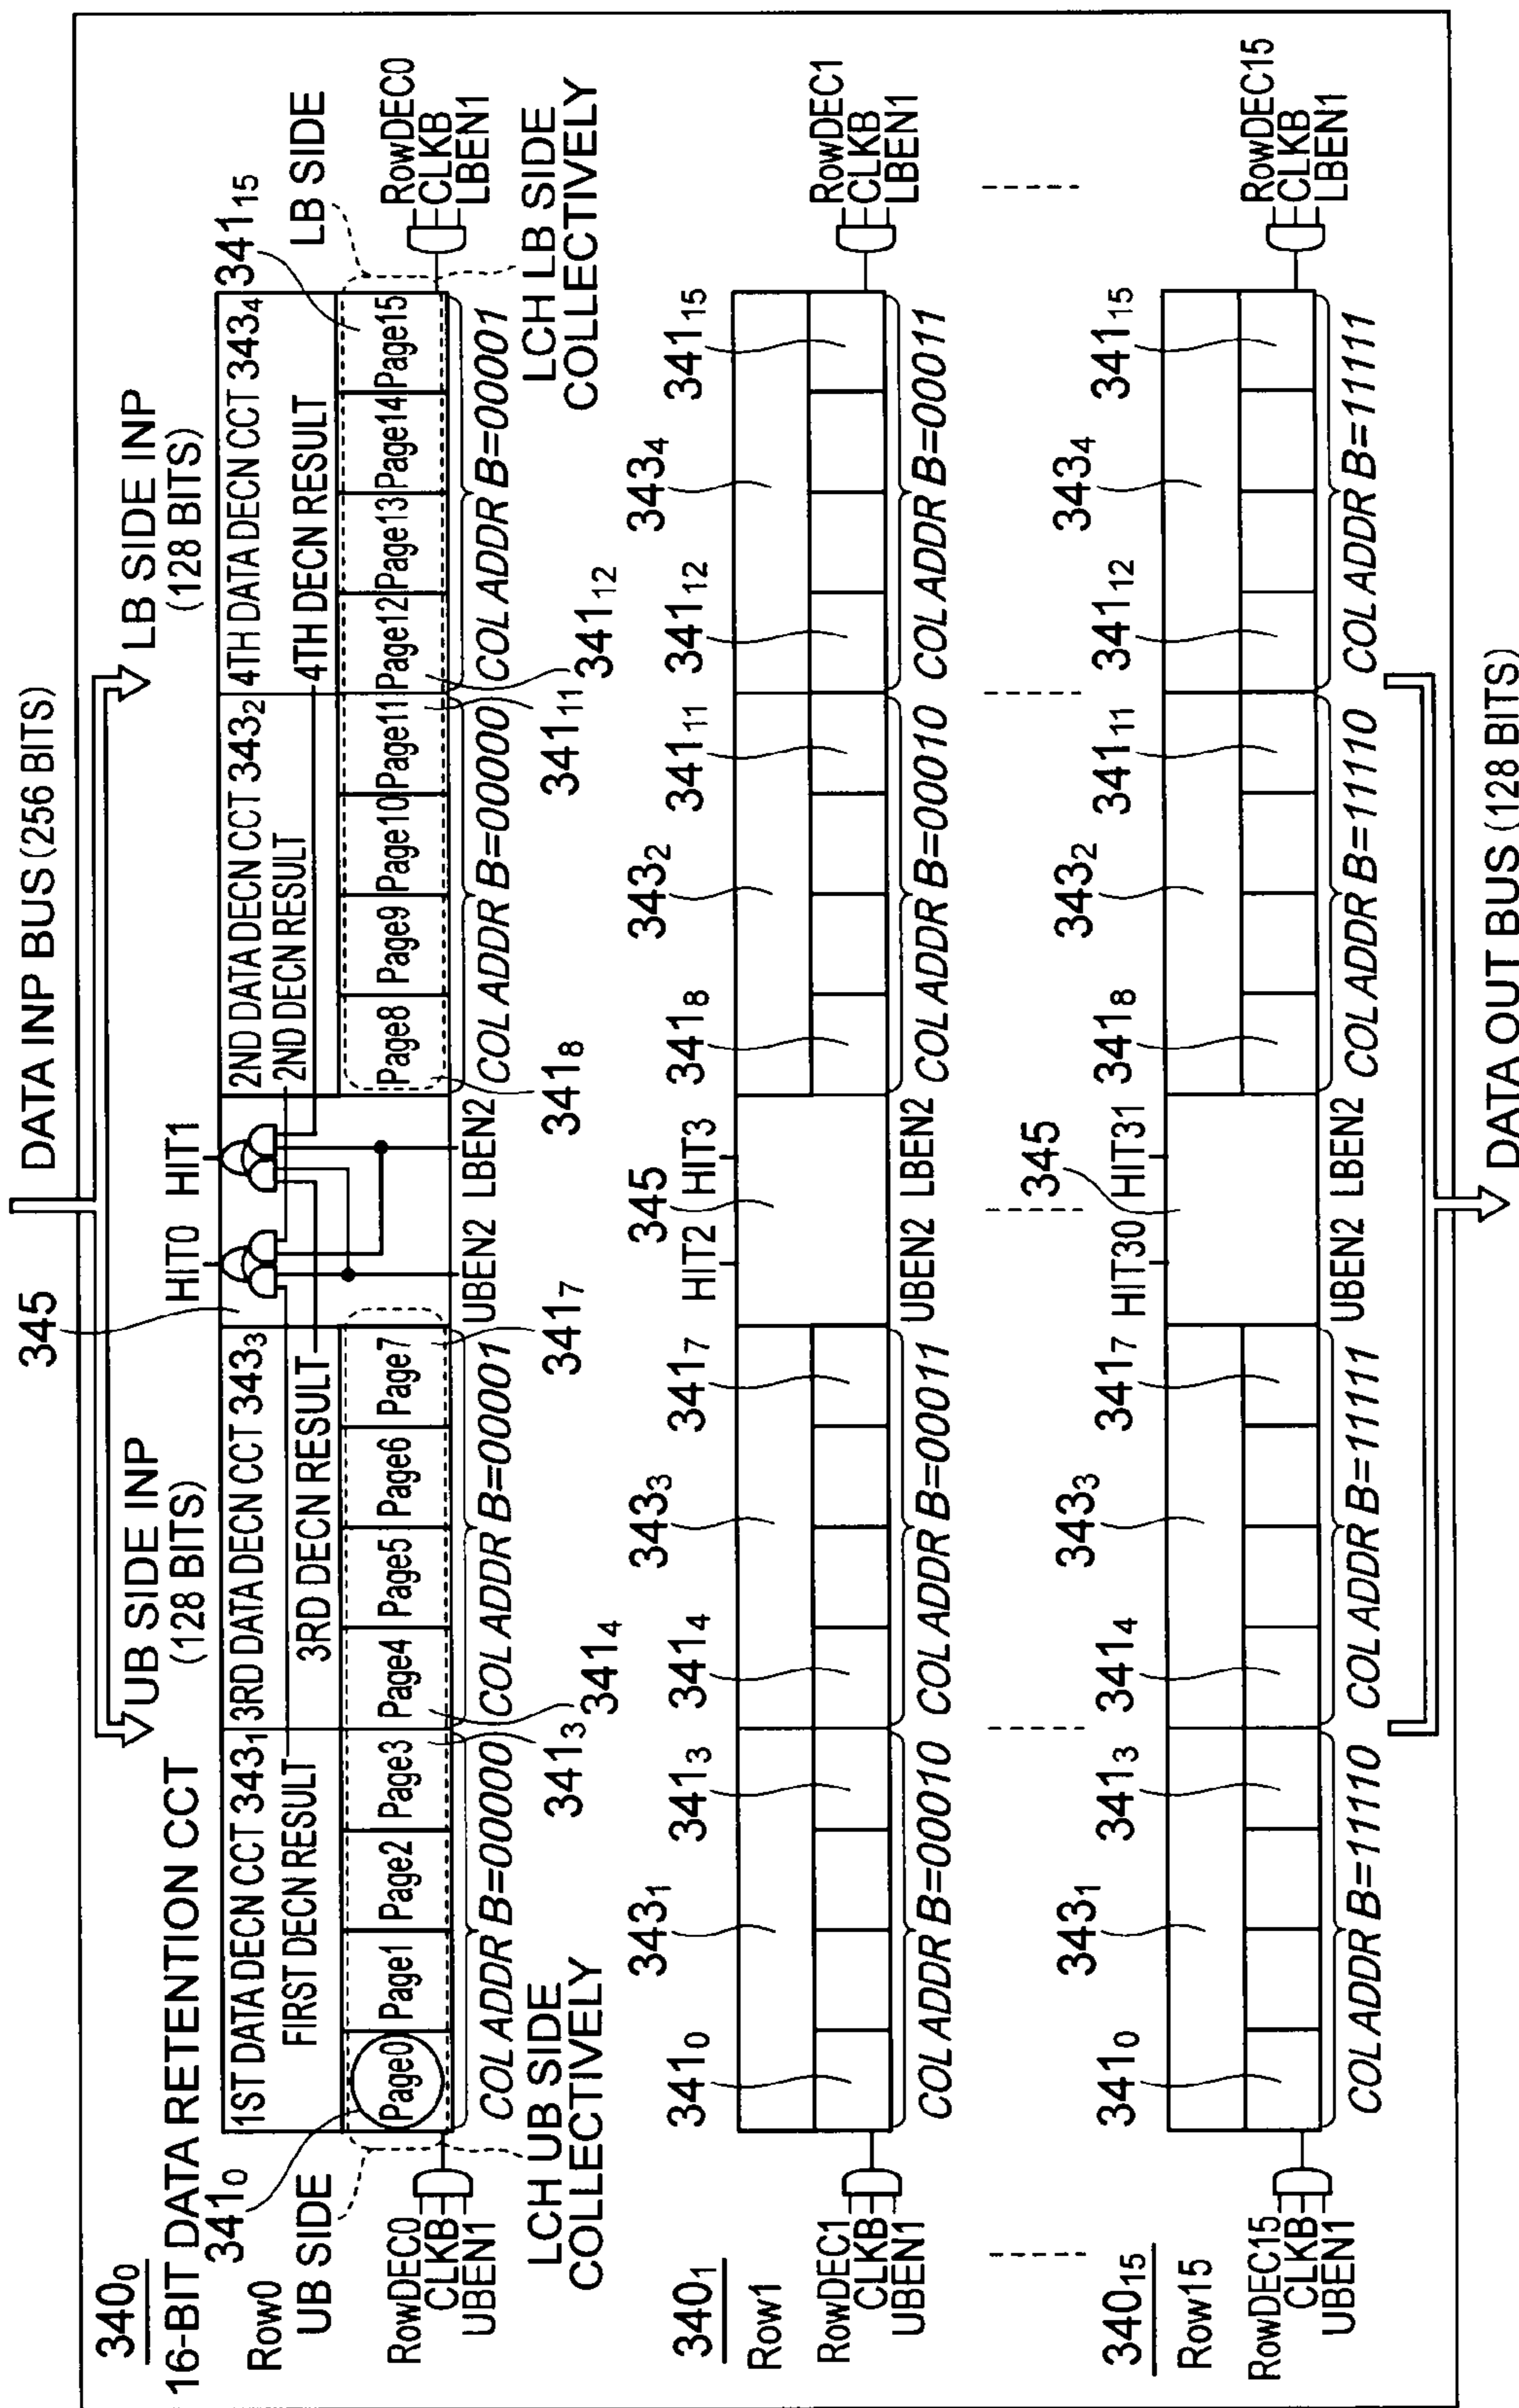 DATA INP BUS (256 BITS)
345
UB SIDE INP
(128 BITS)
LB SIDE INP
(128 BITS)
340₀
16-BIT DATA RETENTION CCT
HIT0 HIT1
341₀
341₁₅
Row0
UB SIDE
LB SIDE
1ST DATA DECN CCT 343₁
3RD DATA DECN CCT 343₃
2ND DATA DECN CCT 343₂
4TH DATA DECN CCT 343₄
FIRST DECN RESULT
3RD DECN RESULT
2ND DECN RESULT
4TH DECN RESULT
Page0 Page1 Page2 Page3 Page4 Page5 Page6 Page7
Page8 Page9 Page10 Page11 Page12 Page13 Page14 Page15
RowDEC0
CLKB
UBEN1
RowDEC0
CLKB
LBEN1
COL ADDR B=00000 COL ADDR B=00001
UBEN2 LBEN2
COL ADDR B=00000 COL ADDR B=00001
LCH UB SIDE
COLLECTIVELY
341₃
341₄
341₇
341₈
341₁₁
341₁₂
LCH LB SIDE
COLLECTIVELY
340₁
Row1
341₀ 343₁ 341₃ 341₄ 343₃ 341₇
HIT2 345 HIT3
341₈ 343₂ 341₁₁ 341₁₂ 343₄ 341₁₅
RowDEC1
CLKB
UBEN1
RowDEC1
CLKB
LBEN1
COL ADDR B=00010 COL ADDR B=00011
UBEN2 LBEN2
COL ADDR B=00010 COL ADDR B=00011
340₁₅
Row15
341₀ 343₁ 341₃ 341₄ 343₃ 341₇
HIT30 HIT31
345
341₈ 343₂ 341₁₁ 341₁₂ 343₄ 341₁₅
RowDEC15
CLKB
UBEN1
RowDEC15
CLKB
LBEN1
COL ADDR B=11110 COL ADDR B=11111
UBEN2 LBEN2
COL ADDR B=11110 COL ADDR B=11111
DATA OUT BUS (128 BITS)